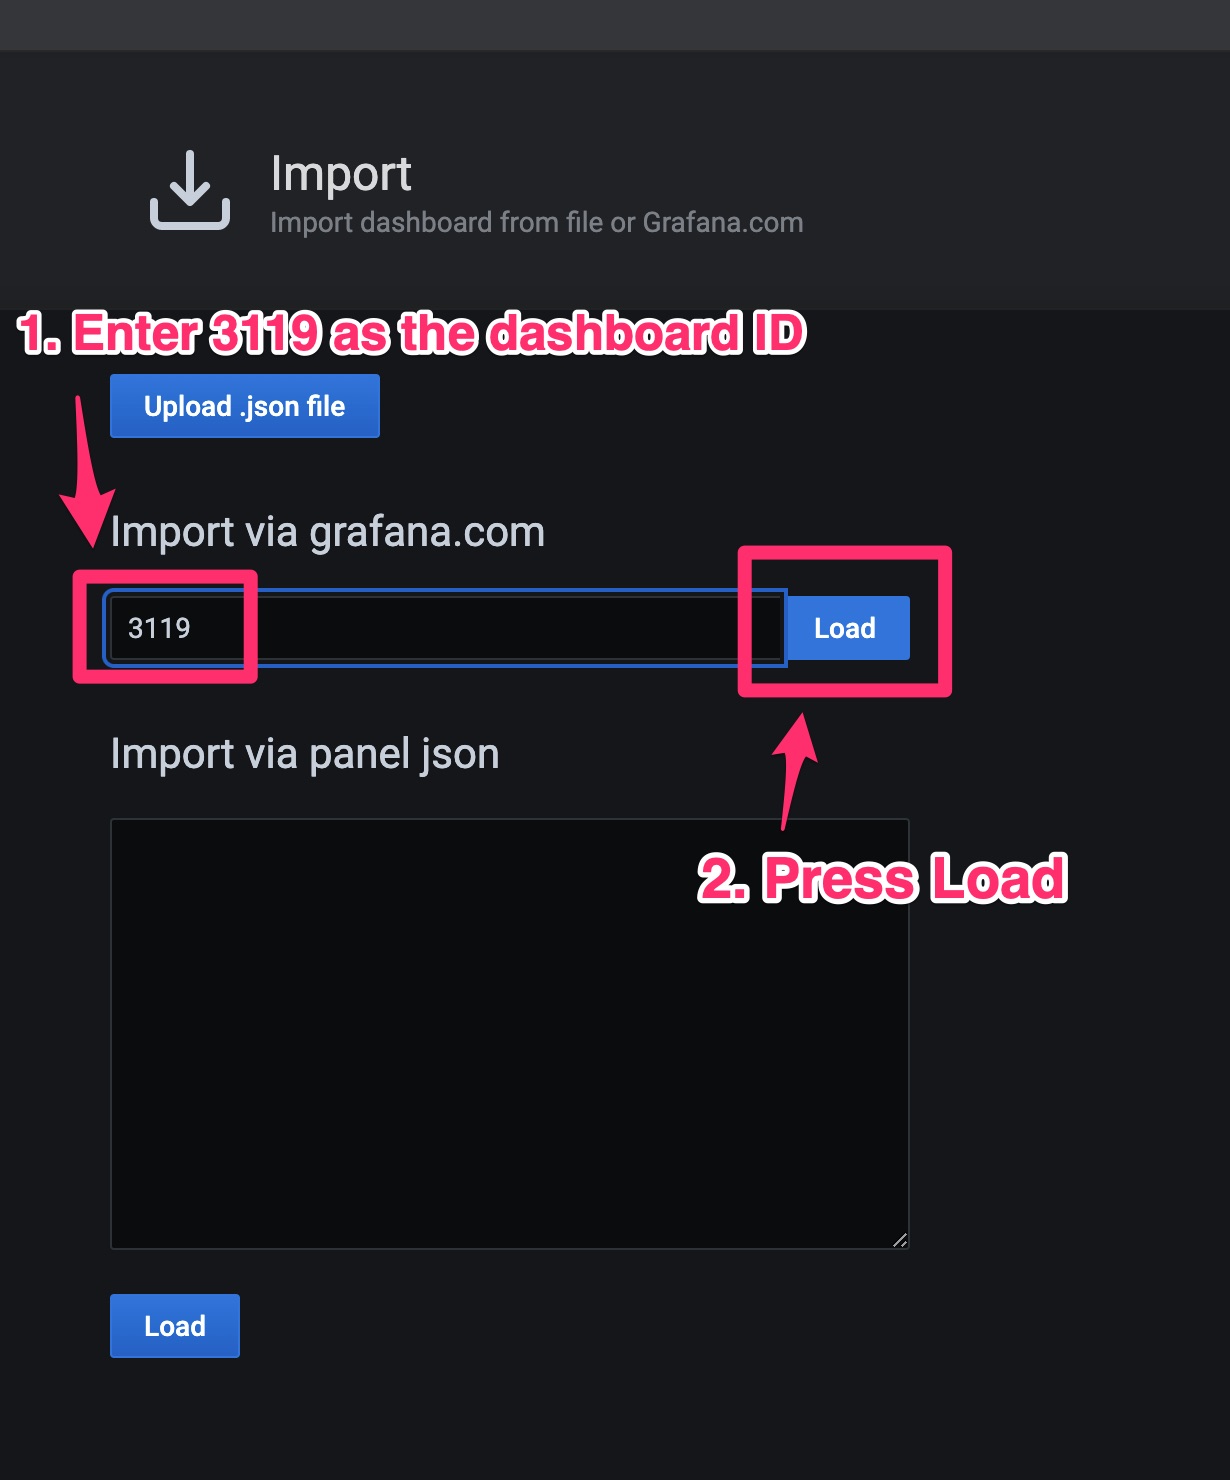 Import
Import dashboard from file or Grafana.com
1. Enter 3119 as the dashboard ID
Upload .json file
Import via grafana.com
3119
Load
Import via panel json
2. Press Load
Load